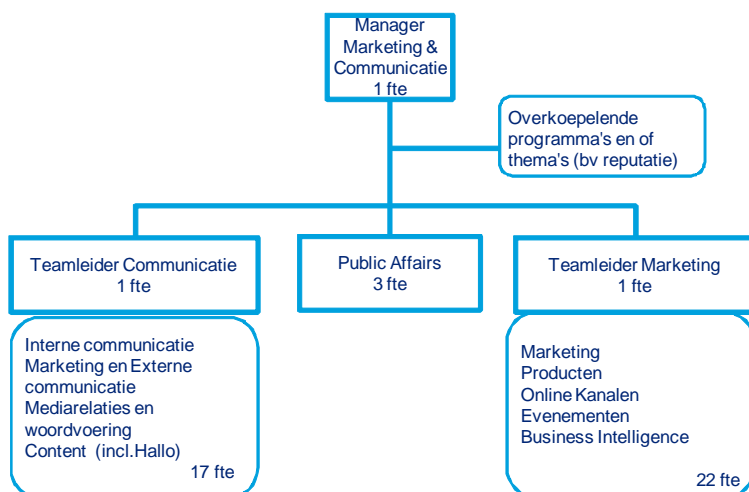 Manager
Marketing &
Communicatie
1 fte
Overkoepelende
programma's en of
thema's (bv reputatie)
Teamleider Communicatie
1 fte
Public Affairs
3 fte
Teamleider Marketing
1 fte
Interne communicatie
Marketing en Externe
communicatie
Mediarelaties en
woordvoering
Content (incl.Hallo)
17 fte
Marketing
Producten
Online Kanalen
Evenementen
Business Intelligence
22 fte